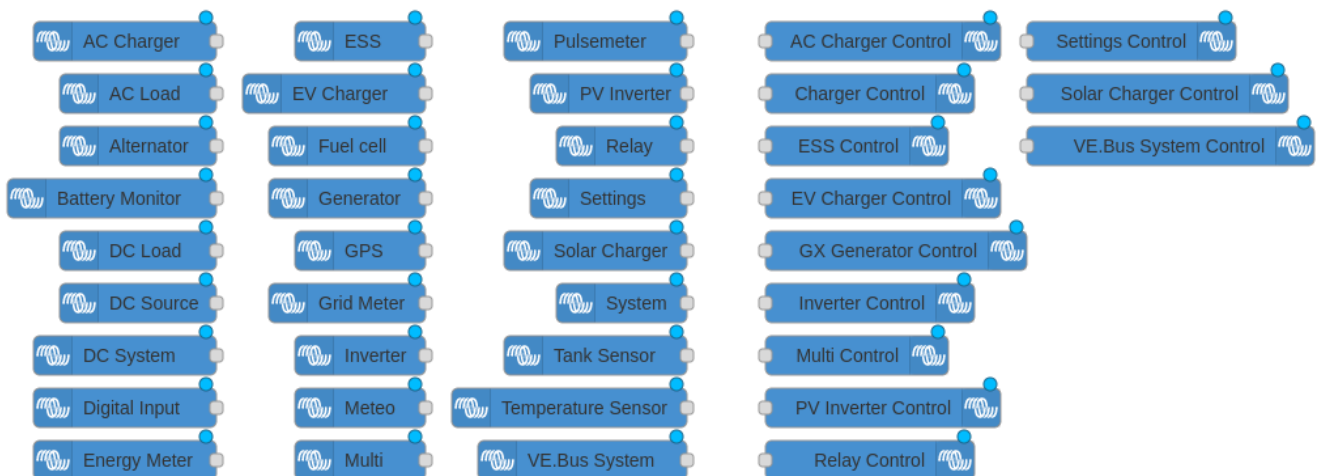 AC Charger
AC Load
Alternator
Battery Monitor
DC Load
DC Source
DC System
Digital Input
Energy Meter
ESS
EV Charger
Fuel cell
Generator
GPS
Grid Meter
Inverter
Meteo
Multi
Pulsemeter
PV Inverter
Relay
Settings
Solar Charger
System
Tank Sensor
Temperature Sensor
VE.Bus System
AC Charger Control
Charger Control
ESS Control
EV Charger Control
GX Generator Control
Inverter Control
Multi Control
PV Inverter Control
Relay Control
Settings Control
Solar Charger Control
VE.Bus System Control